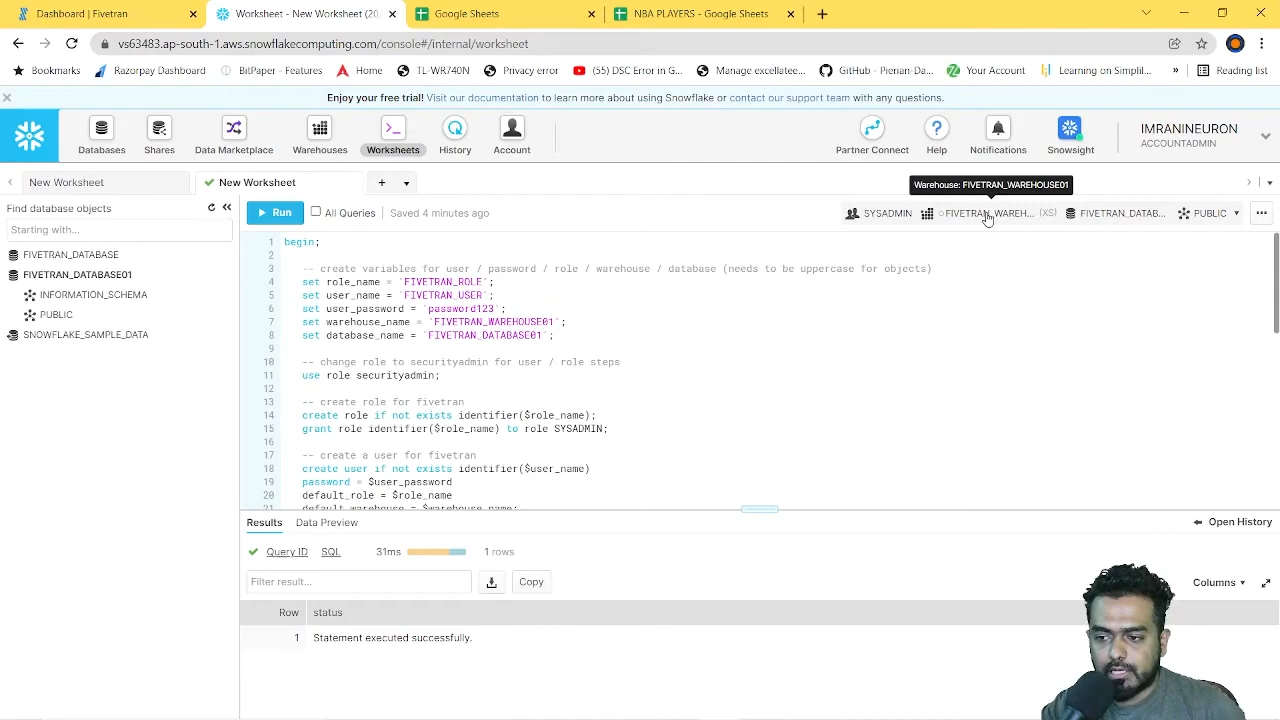 Dashboard | Fivetran
Worksheet - New Worksheet (20/
Google Sheets
NBA PLAYERS - Google Sheets
vs63483.ap-south-1.aws.snowflakecomputing.com/console#/internal/worksheet
Bookmarks
Razorpay Dashboard
BitPaper - Features
Home
TL-WR740N
Privacy error
(55) DSC Error in G...
Manage excellatee...
GitHub - Pierian-Da...
Your Account
Learning on Simplil...
»
Reading list
Enjoy your free trial! Visit our documentation to learn more about using Snowflake or contact our support team with any questions.
Databases
Shares
Data Marketplace
Warehouses
Worksheets
History
Account
Partner Connect
Help
Notifications
Snowsight
IMRANINEURON
ACCOUNTADMIN
New Worksheet
New Worksheet
Warehouse: FIVETRAN_WAREHOUSE01
Find database objects
Starting with...
FIVETRAN_DATABASE
FIVETRAN_DATABASE01
INFORMATION_SCHEMA
PUBLIC
SNOWFLAKE_SAMPLE_DATA
Run
All Queries
Saved 4 minutes ago
SYSADMIN
FIVETRAN_WAREH... (XS)
FIVETRAN_DATAB...
PUBLIC
1 begin;
2
3 -- create variables for user / password / role / warehouse / database (needs to be uppercase for objects)
4 set role_name = 'FIVETRAN_ROLE';
5 set user_name = 'FIVETRAN_USER';
6 set user_password = 'password123';
7 set warehouse_name = 'FIVETRAN_WAREHOUSE01';
8 set database_name = 'FIVETRAN_DATABASE01';
9
10 -- change role to securityadmin for user / role steps
11 use role securityadmin;
12
13 -- create role for fivetran
14 create role if not exists identifier($role_name);
15 grant role identifier($role_name) to role SYSADMIN;
16
17 -- create a user for fivetran
18 create user if not exists identifier($user_name)
19 password = $user_password
20 default_role = $role_name
21 default_warehouse = $warehouse_name;
Results
Data Preview
Open History
Query ID
SQL
31ms
1 rows
Filter result...
Copy
Columns
Row status
1 Statement executed successfully.